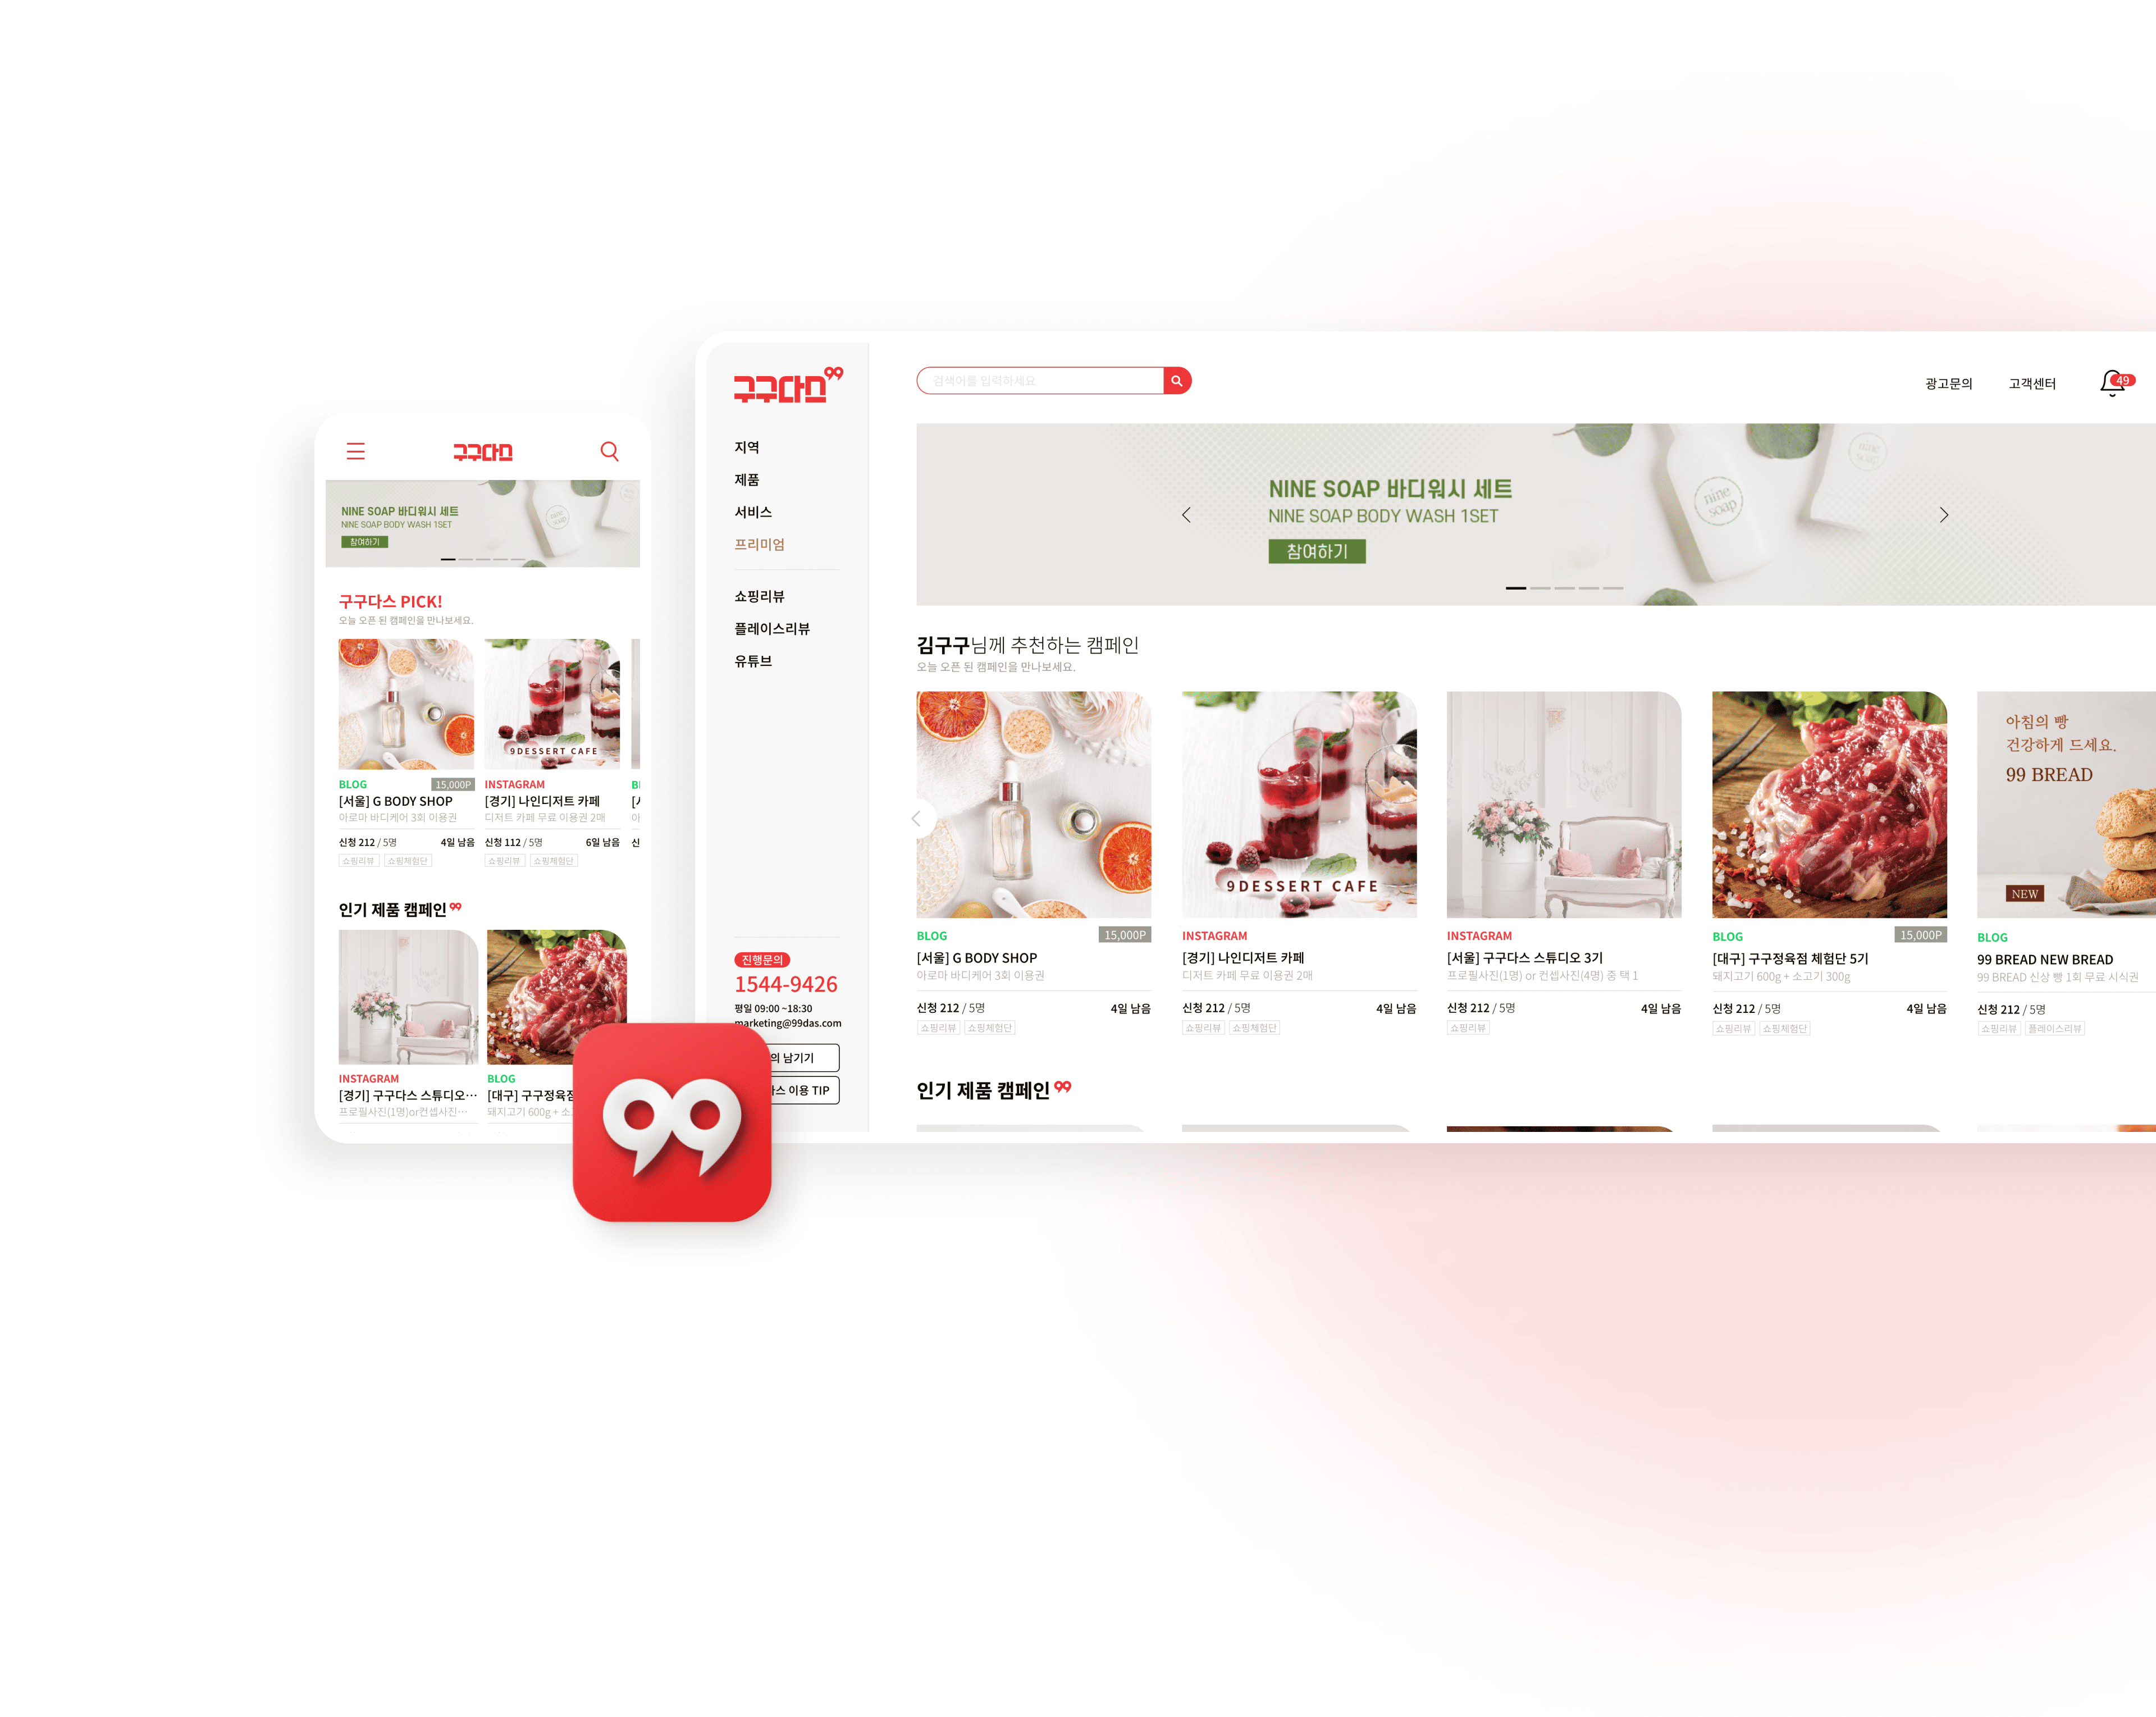 구구다스
NINE SOAP 바디워시 세트
NINE SOAP BODY WASH 1SET
참여하기
구구다스 PICK!
오늘 오픈 된 캠페인을 만나보세요.
9DESSERT CAFE
BLOG 15,000P
[서울] G BODY SHOP
아로마 바디케어 3회 이용권
신청 212 / 5명 4일 남음
쇼핑리뷰 쇼핑체험단
INSTAGRAM
[경기] 나인디저트 카페
디저트 카페 무료 이용권 2매
신청 112 / 5명 6일 남음
쇼핑리뷰 쇼핑체험단
인기 제품 캠페인 99
INSTAGRAM
[경기] 구구다스 스튜디오…
프로필사진(1명)or컨셉사진…
BLOG
[대구] 구구정육점
돼지고기 600g + 소
99
구구다스 99
지역
제품
서비스
프리미엄
쇼핑리뷰
플레이스리뷰
유튜브
진행문의
1544-9426
평일 09:00 ~18:30
marketing@99das.com
의 남기기
스 이용 TIP
검색어를 입력하세요
광고문의 고객센터 49
NINE SOAP 바디워시 세트
NINE SOAP BODY WASH 1SET
참여하기
nine soap
김구구님께 추천하는 캠페인
오늘 오픈 된 캠페인을 만나보세요.
BLOG 15,000P
[서울] G BODY SHOP
아로마 바디케어 3회 이용권
신청 212 / 5명 4일 남음
쇼핑리뷰 쇼핑체험단
9DESSERT CAFE
INSTAGRAM
[경기] 나인디저트 카페
디저트 카페 무료 이용권 2매
신청 212 / 5명 4일 남음
쇼핑리뷰 쇼핑체험단
INSTAGRAM
[서울] 구구다스 스튜디오 3기
프로필사진(1명) or 컨셉사진(4명) 중 택 1
신청 212 / 5명 4일 남음
쇼핑리뷰
BLOG 15,000P
[대구] 구구정육점 체험단 5기
돼지고기 600g + 소고기 300g
신청 212 / 5명 4일 남음
쇼핑리뷰 쇼핑체험단
아침의 빵
건강하게 드세요.
99 BREAD
NEW
BLOG
99 BREAD NEW BREAD
99 BREAD 신상 빵 1회 무료 시식권
신청 212 / 5명
쇼핑리뷰 플레이스리뷰
인기 제품 캠페인 99